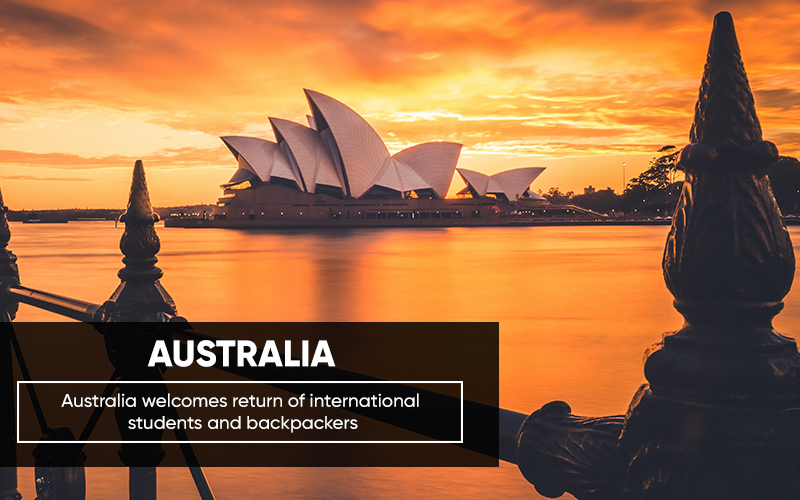 AUSTRALIA
Australia welcomes return of international
students and backpackers